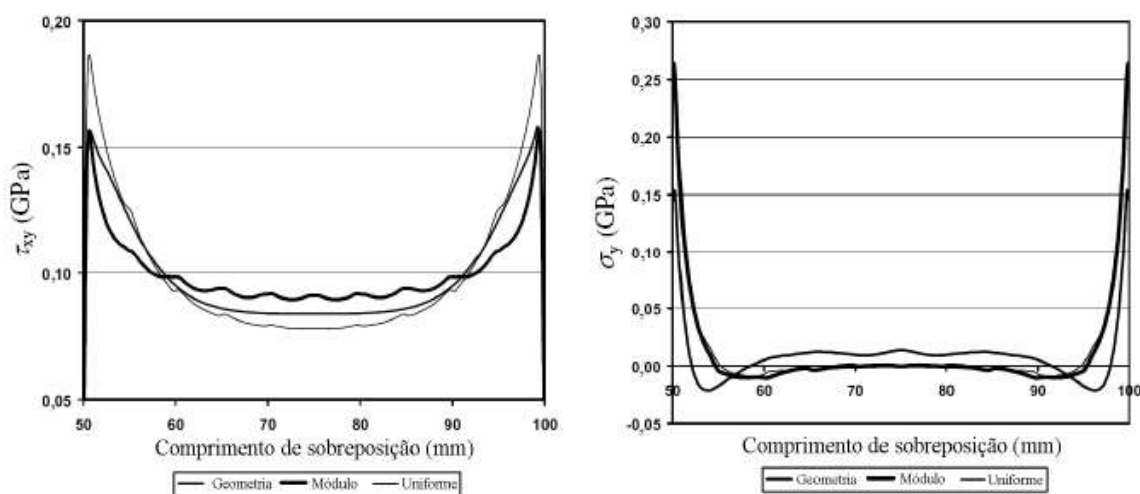 0,20
0,15
0,10
0,05
τxy (GPa)
50 60 70 80 90 100
Comprimento de sobreposição (mm)
Geometria Módulo Uniforme
0,30
0,25
0,20
0,15
0,10
0,05
0,00
-0,05
σy (GPa)
50 60 70 80 90 100
Comprimento de sobreposição (mm)
Geometria Módulo Uniforme